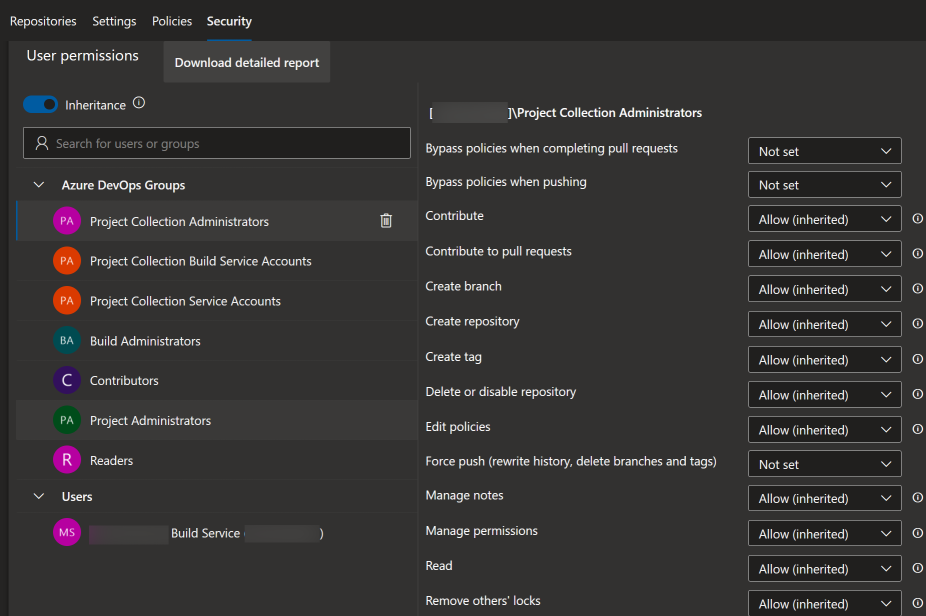 Repositories Settings Policies Security
User permissions
Download detailed report
Inheritance
Search for users or groups
Azure DevOps Groups
PA Project Collection Administrators
PA Project Collection Build Service Accounts
PA Project Collection Service Accounts
BA Build Administrators
C Contributors
PA Project Administrators
R Readers
Users
MS Build Service ( )
[ ]\Project Collection Administrators
Bypass policies when completing pull requests Not set
Bypass policies when pushing Not set
Contribute Allow (inherited)
Contribute to pull requests Allow (inherited)
Create branch Allow (inherited)
Create repository Allow (inherited)
Create tag Allow (inherited)
Delete or disable repository Allow (inherited)
Edit policies Allow (inherited)
Force push (rewrite history, delete branches and tags) Not set
Manage notes Allow (inherited)
Manage permissions Allow (inherited)
Read Allow (inherited)
Remove others' locks Allow (inherited)